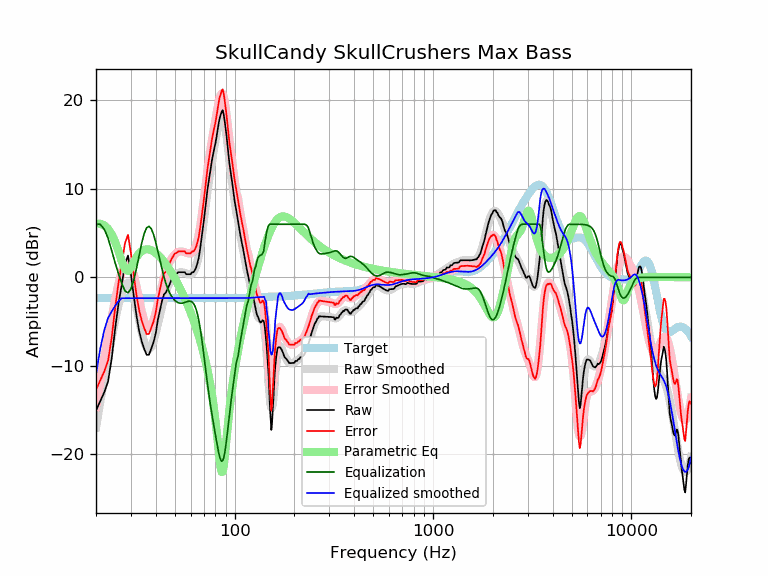 SkullCandy SkullCrushers Max Bass
20
10
0
−10
−20
Amplitude (dBr)
Target
Raw Smoothed
Error Smoothed
Raw
Error
Parametric Eq
Equalization
Equalized smoothed
100
1000
10000
Frequency (Hz)